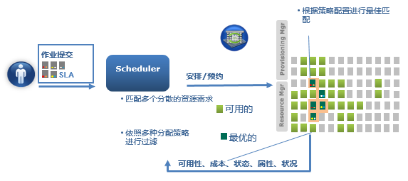 作业提交
SLA
Scheduler
安排/预约
• 匹配多个分散的资源需求
• 依照多种分配策略
进行过滤
可用的
最优的
• 根据策略配置进行最佳匹
配
Provisioning Mgr
Resource Mgr
可用性、成本、状态、属性、状况